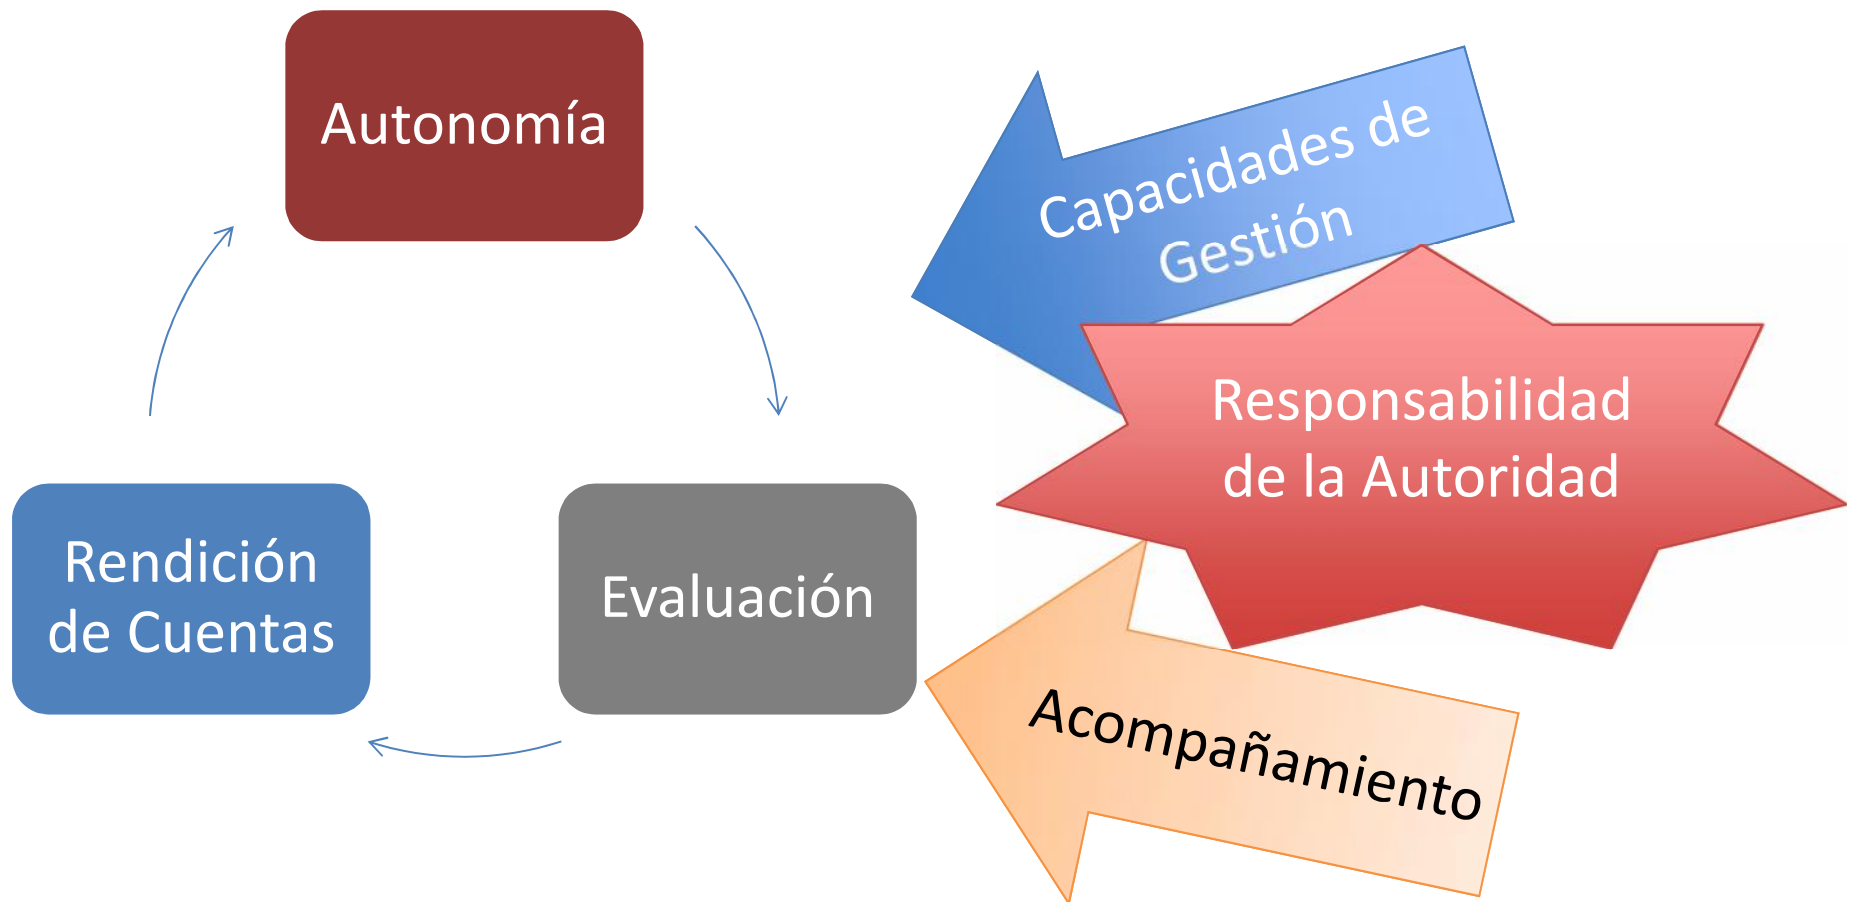 Autonomía
Capacidades de
Gestión
Responsabilidad
de la Autoridad
Rendición
de Cuentas
Evaluación
Acompañamiento